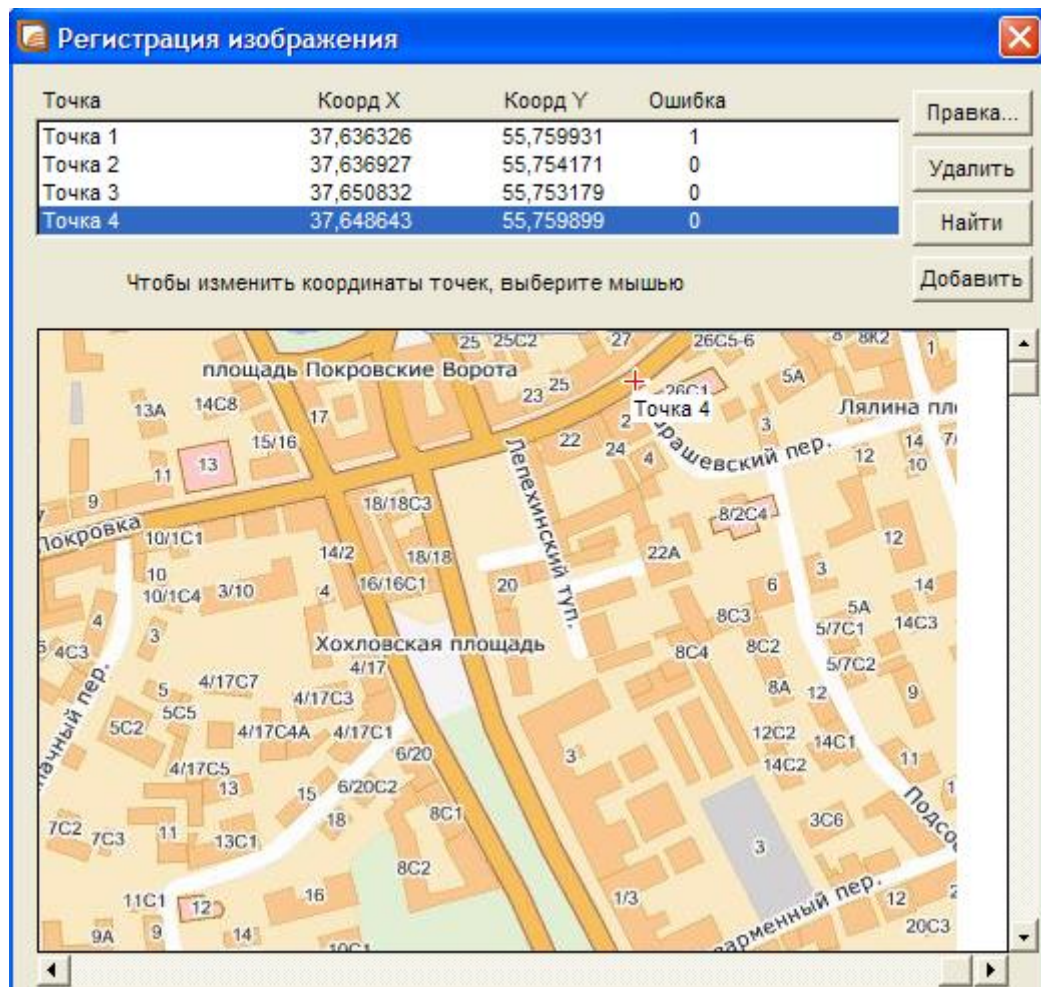 Регистрация изображения
Точка Коорд X Коорд Y Ошибка
Точка 1 37,636326 55,759931 1
Точка 2 37,636927 55,754171 0
Точка 3 37,650832 55,753179 0
Точка 4 37,648643 55,759899 0
Правка...
Удалить
Найти
Добавить
Чтобы изменить координаты точек, выберите мышью
25 25С2 27 26С5-6 8К2 1
площадь Покровские Ворота
23 25 26С1 5А
Точка 4
13А 14С8 17 2 3
Лялина
15/16 22 24 4 12 14
пер.
13 11 10
9 18/18С3 8/2С4
Покровка
10/1С1 14/2 18/18 22А 12
Лепехинский туп.
10 3/10 4 16/16С1 20 6 3 14
10/1С4
4 3 8С3 5А 14С3
4С3 5/7С1
Хохловская площадь
4/17 8С4 8С2 5/7С2
пер.
5 4/17С7 4/17С3 8А 12 9
5С5
5С2 4/17С4А 4/17С1 12С2 14С1
6/20 3 14С2 11
4/17С5
13 15 6/20С2
7С2 7С3 11 13С1 18 8С1 3С6
3
8С2
11С1 12 16 1/3 12
пер.
9А 9 14 20С3